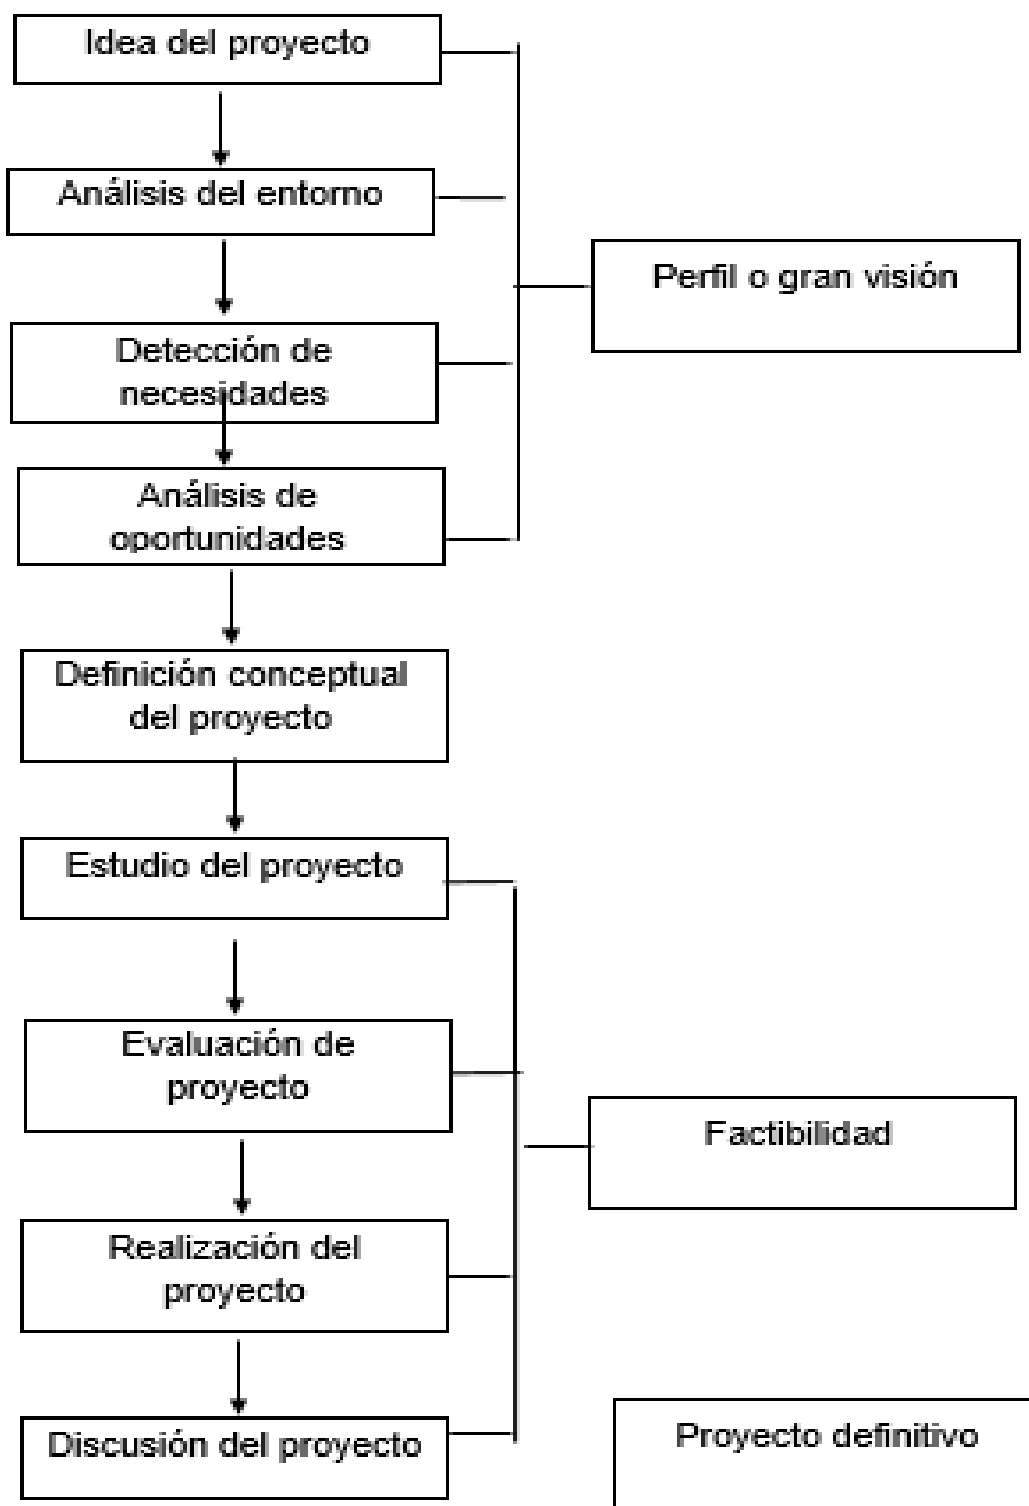 Idea del proyecto
Análisis del entorno
Perfil o gran visión
Detección de
necesidades
Análisis de
oportunidades
Definición conceptual
del proyecto
Estudio del proyecto
Evaluación de
proyecto
Factibilidad
Realización del
proyecto
Discusión del proyecto
Proyecto definitivo